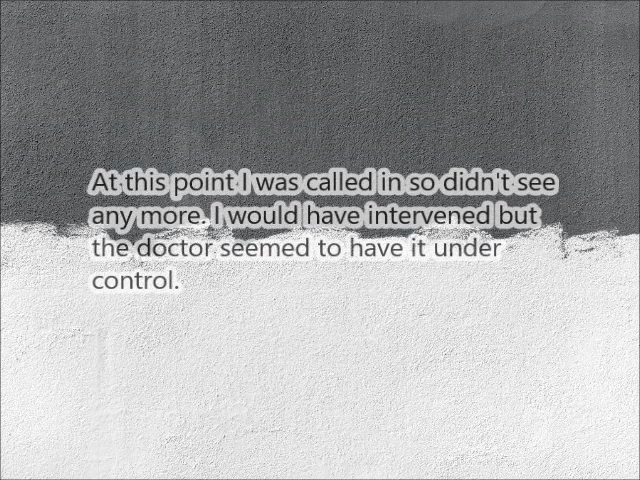 At this point I was called in so didn't see
any more. I would have intervened but
the doctor seemed to have it under
control.